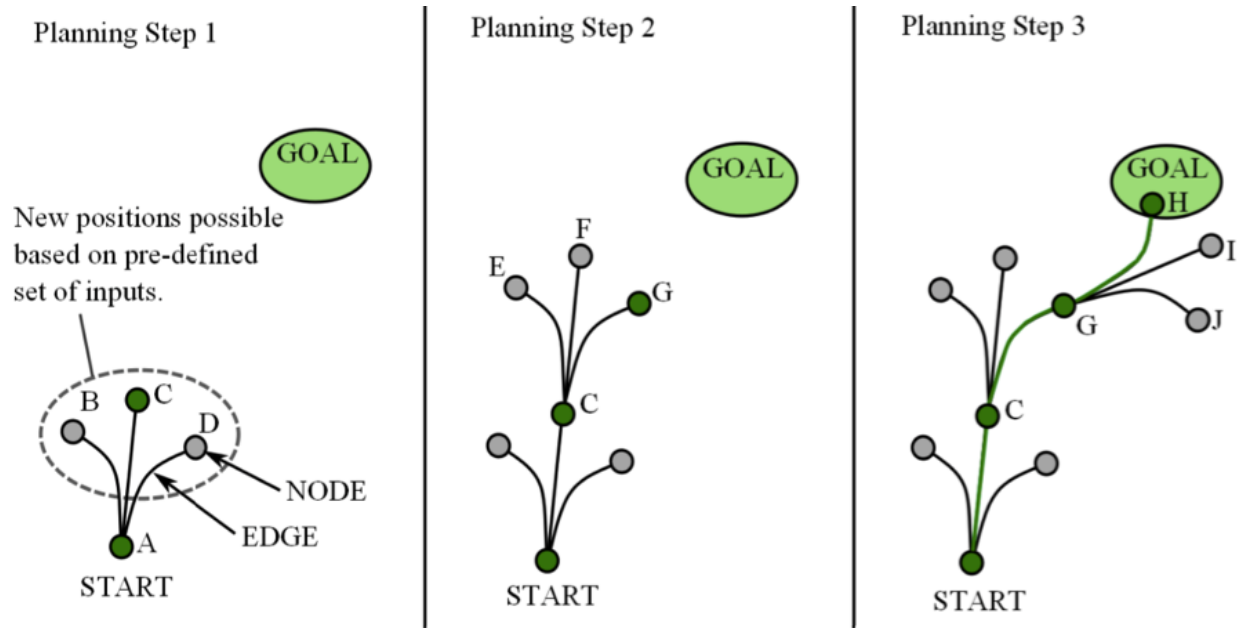 Planning Step 1
GOAL
New positions possible
based on pre-defined
set of inputs.
B
C
D
NODE
EDGE
A
START
Planning Step 2
GOAL
F
E
G
C
START
Planning Step 3
GOAL
H
I
J
G
C
START